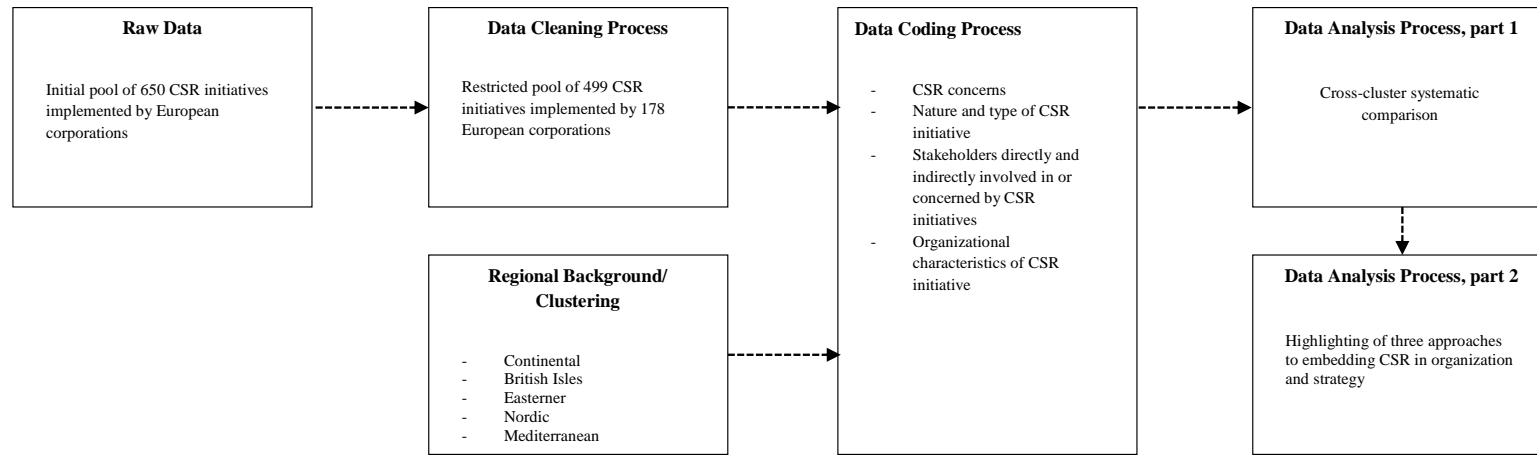 Raw Data
Initial pool of 650 CSR initiatives
implemented by European
corporations
Data Cleaning Process
Restricted pool of 499 CSR
initiatives implemented by 178
European corporations
Regional Background/
Clustering
- Continental
- British Isles
- Easterner
- Nordic
- Mediterranean
Data Coding Process
- CSR concerns
- Nature and type of CSR
initiative
- Stakeholders directly and
indirectly involved in or
concerned by CSR
initiatives
- Organizational
characteristics of CSR
initiative
Data Analysis Process, part 1
Cross-cluster systematic
comparison
Data Analysis Process, part 2
Highlighting of three approaches
to embedding CSR in organization
and strategy